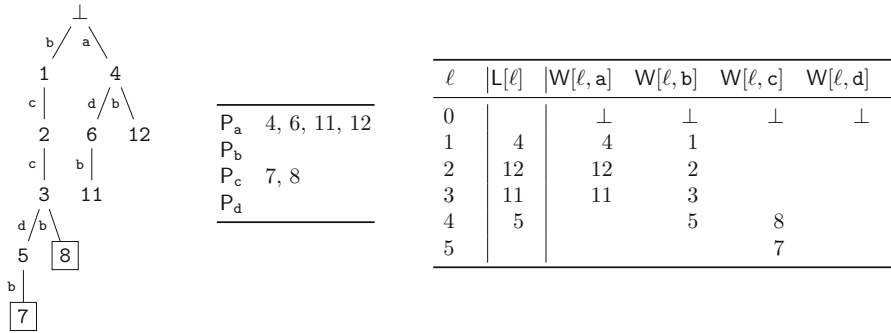 ⊥
b a
1 4
c d b
2 6 12
c b
3 11
d b
5 8
b
7
P_a 4, 6, 11, 12
P_b
P_c 7, 8
P_d
ℓ |L[ℓ] |W[ℓ, a] W[ℓ, b] W[ℓ, c] W[ℓ, d]
0 ⊥ ⊥ ⊥ ⊥
1 4 4 1
2 12 12 2
3 11 11 3
4 5 5 8
5 7